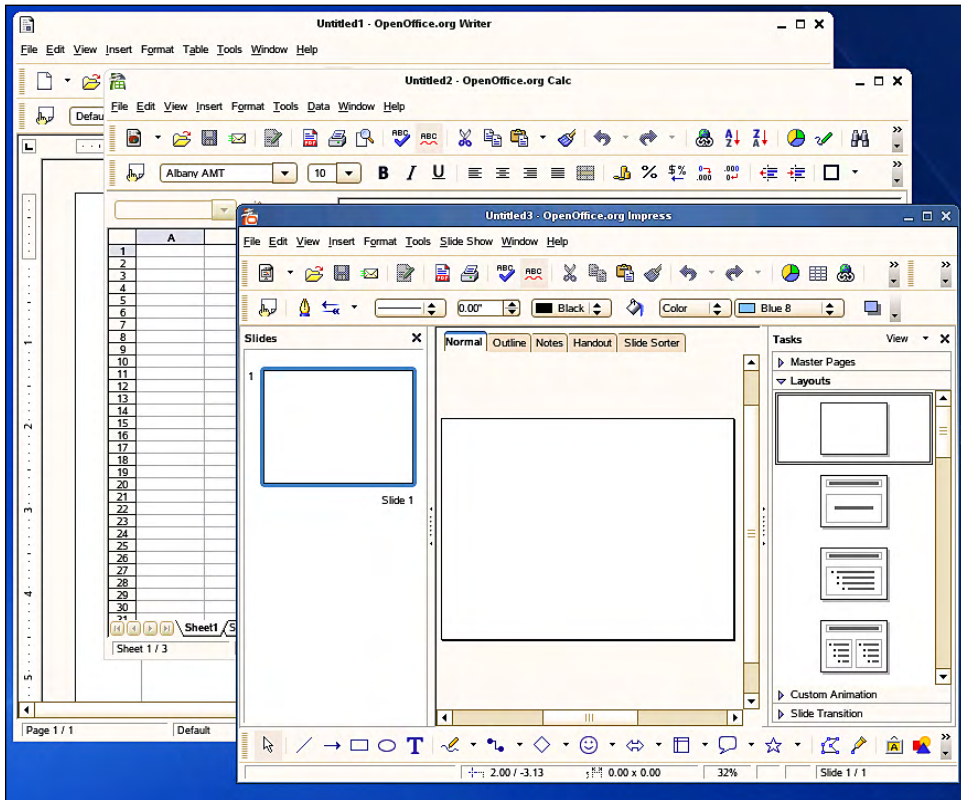 Untitled1 - OpenOffice.org Writer
File Edit View Insert Format Table Tools Window Help
Untitled2 - OpenOffice.org Calc
Defau
File Edit View Insert Format Tools Data Window Help
Albany AMT 10 B I U
A
Untitled3 - OpenOffice.org Impress
File Edit View Insert Format Tools Slide Show Window Help
0.00" Black Color Blue 8
1
2
3
4
5
6
7
8
9
10
11
12
13
14
15
16
17
18
19
20
21
22
23
24
25
26
27
28
29
30
31
Slides
1
Slide 1
Normal Outline Notes Handout Slide Sorter
Tasks View
Master Pages
Layouts
Custom Animation
Slide Transition
Sheet1 S
Sheet 1 / 3
Page 1 / 1 Default
2.00 / -3.13 0.00 x 0.00 32% Slide 1 / 1